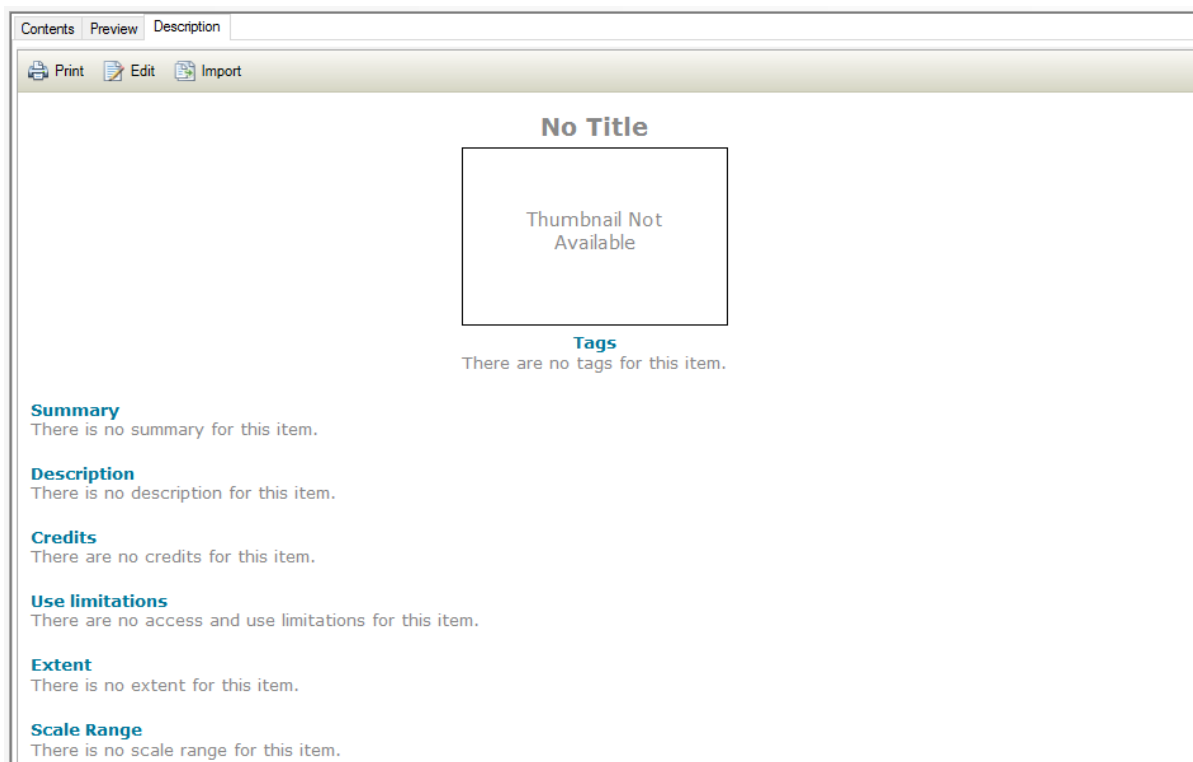 Contents Preview Description
Print Edit Import
No Title
Thumbnail Not
Available
Tags
There are no tags for this item.
Summary
There is no summary for this item.
Description
There is no description for this item.
Credits
There are no credits for this item.
Use limitations
There are no access and use limitations for this item.
Extent
There is no extent for this item.
Scale Range
There is no scale range for this item.